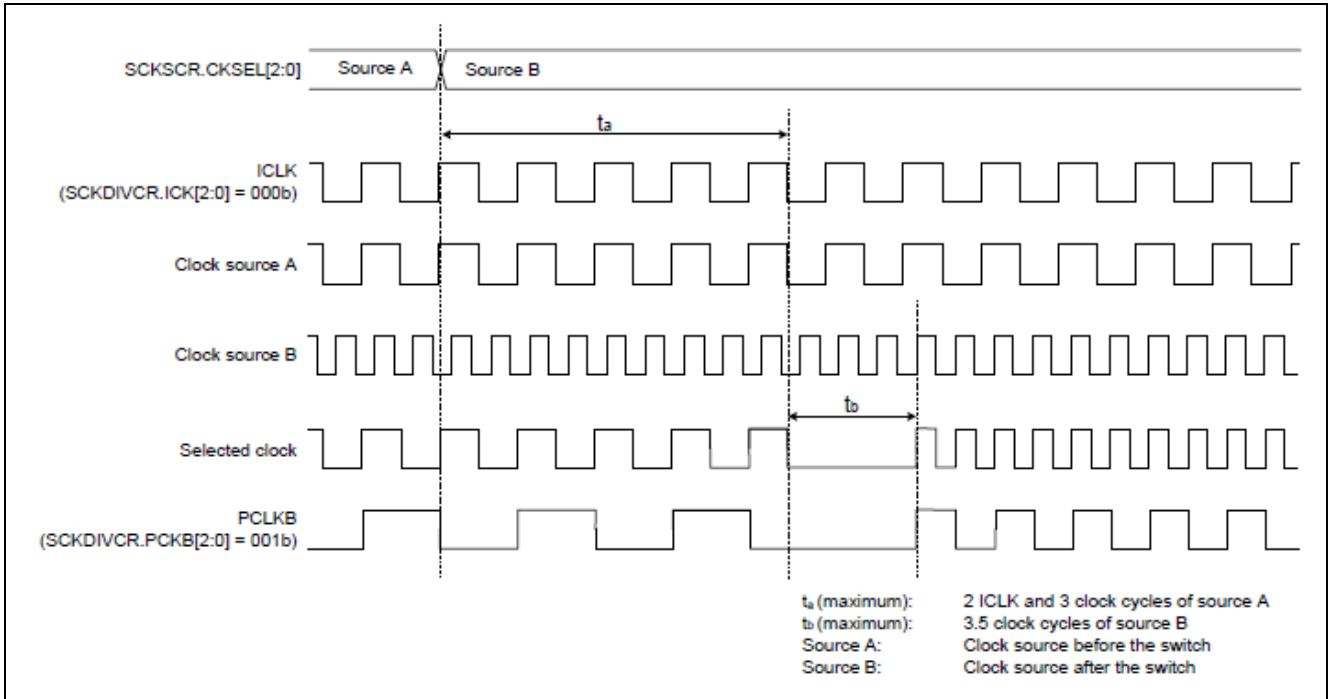 SCKSCR.CKSEL[2:0] Source A Source B
ta
ICLK
(SCKDIVCR.ICK[2:0] = 000b)
Clock source A
Clock source B
tb
Selected clock
PCLKB
(SCKDIVCR.PCKB[2:0] = 001b)
ta (maximum): 2 ICLK and 3 clock cycles of source A
tb (maximum): 3.5 clock cycles of source B
Source A: Clock source before the switch
Source B: Clock source after the switch